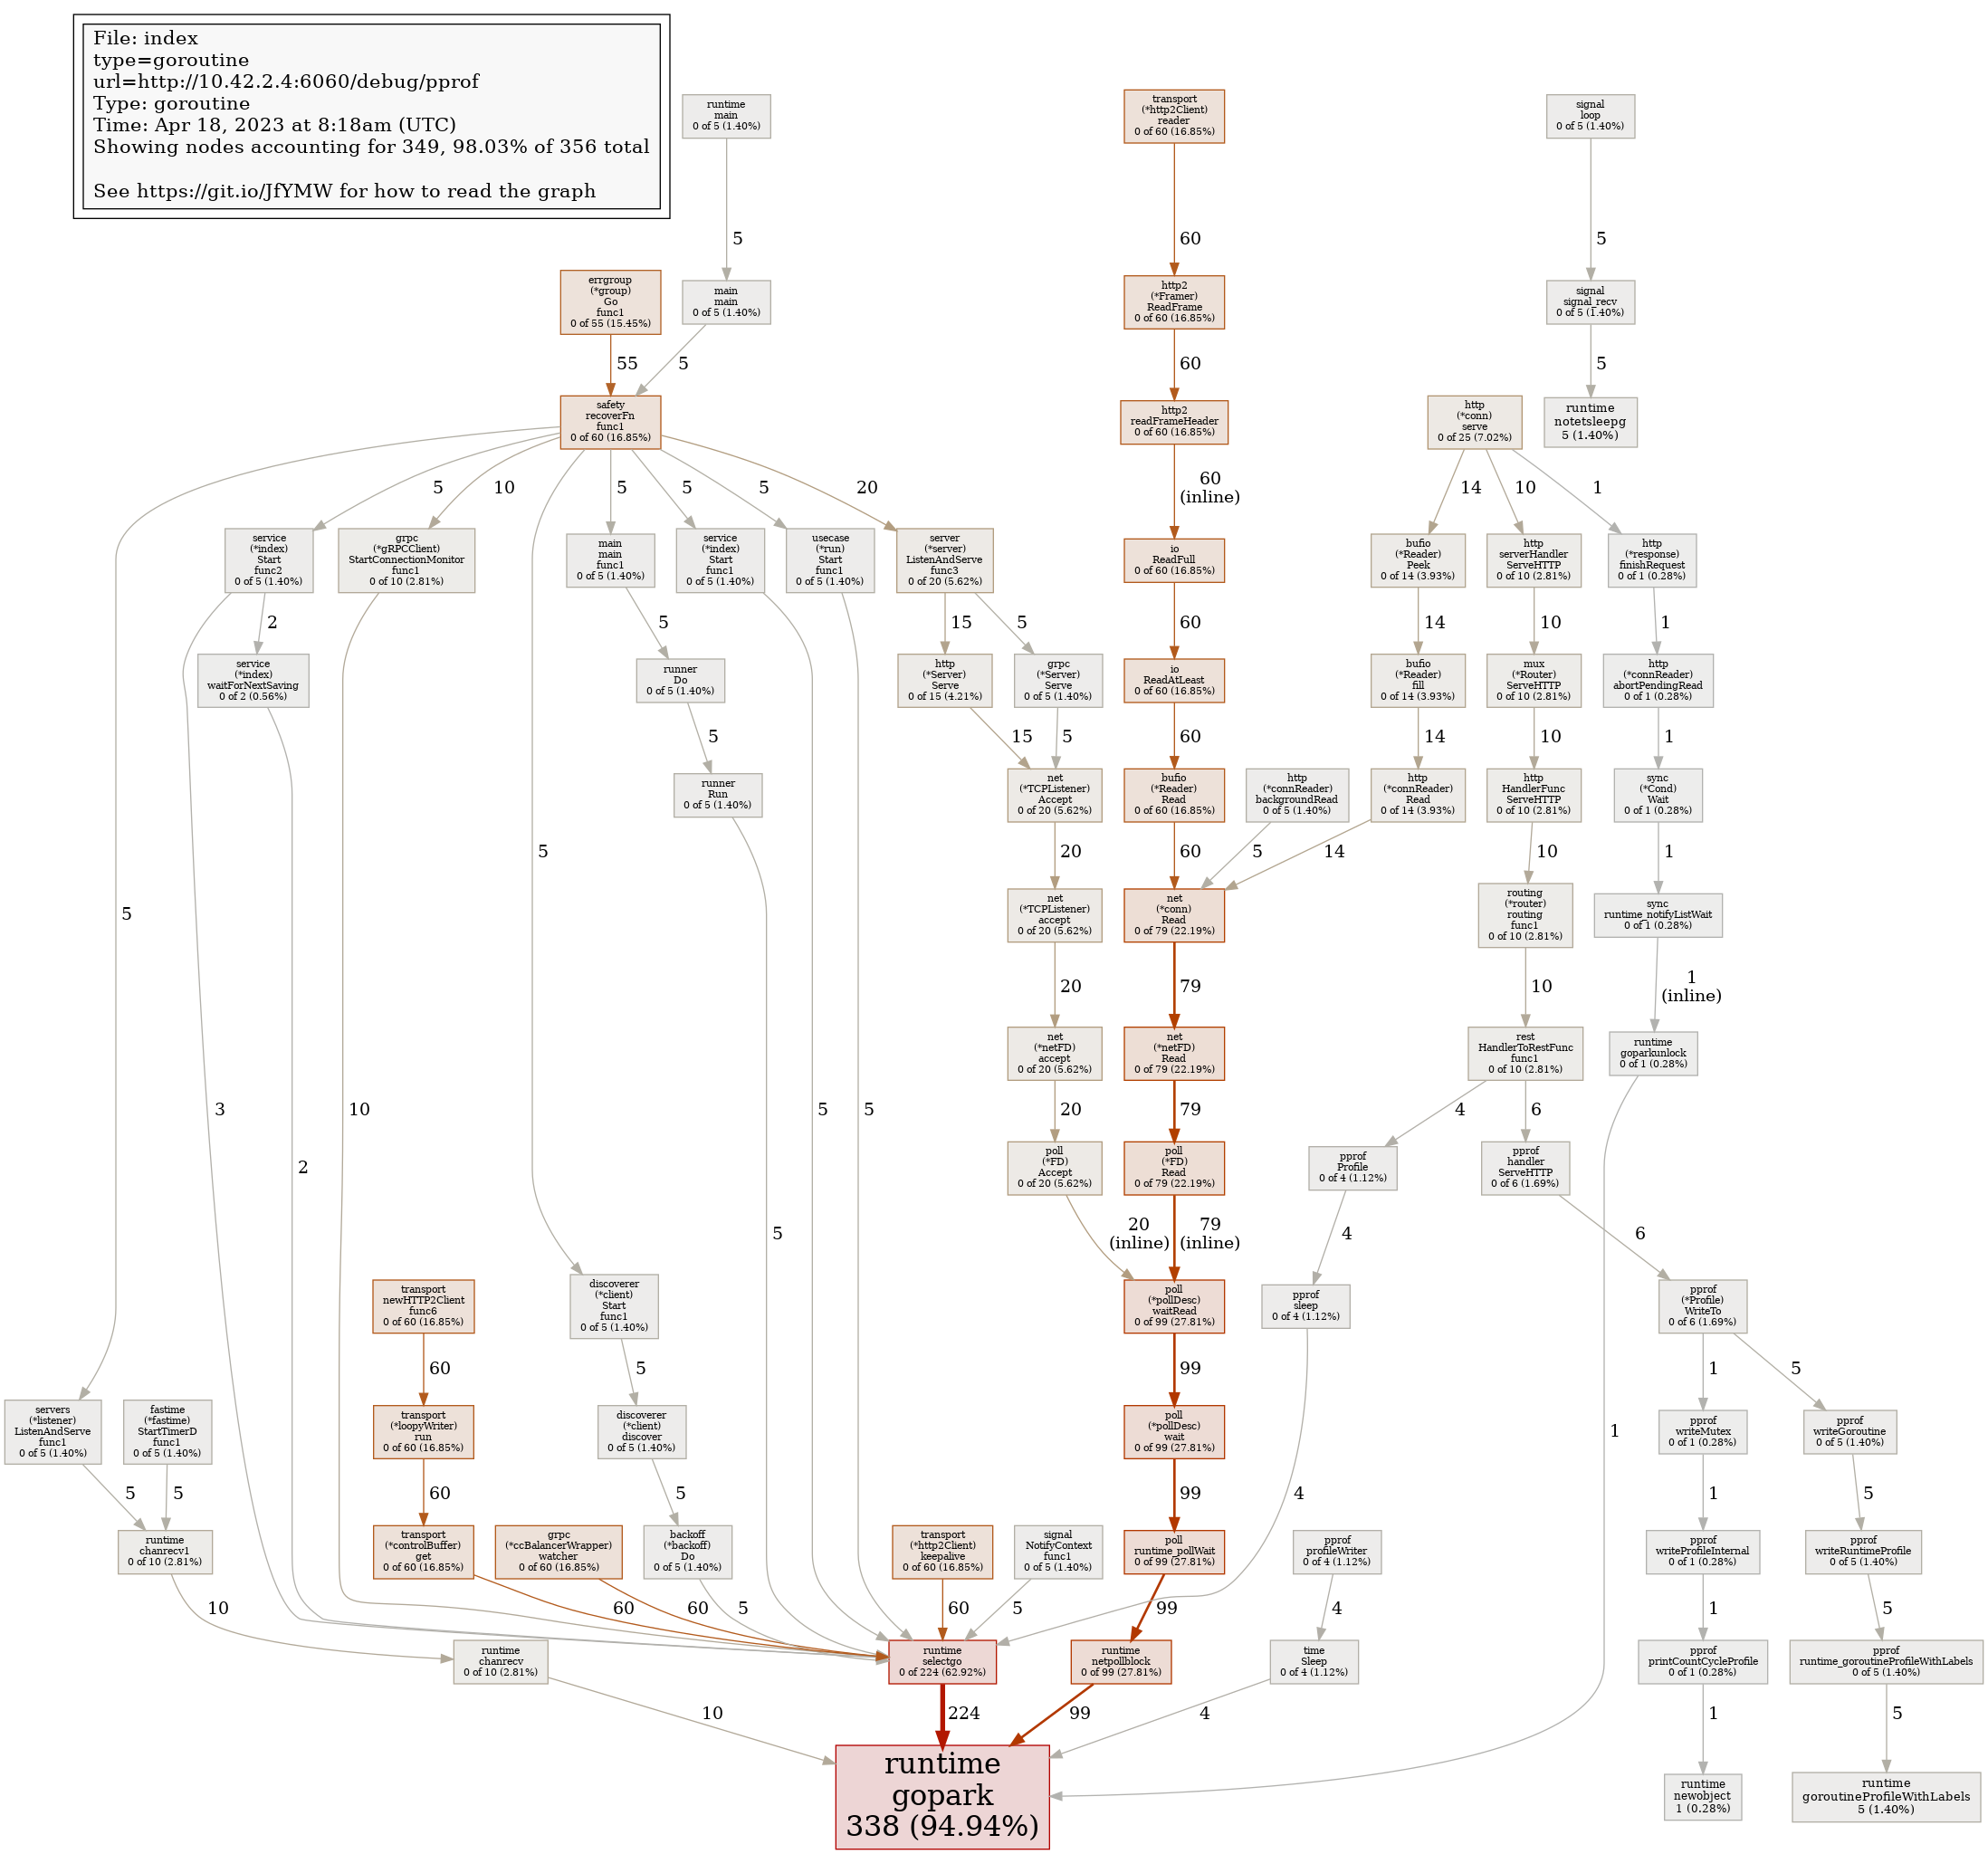 File: index
type=goroutine
url=http://10.42.2.4:6060/debug/pprof
Type: goroutine
Time: Apr 18, 2023 at 8:18am (UTC)
Showing nodes accounting for 349, 98.03% of 356 total
See https://git.io/JfYMW for how to read the graph
runtime
main
0 of 5 (1.40%)
transport
(*http2Client)
reader
0 of 60 (16.85%)
signal
loop
0 of 5 (1.40%)
5
60
5
errgroup
(*group)
Go
func1
0 of 55 (15.45%)
main
main
0 of 5 (1.40%)
http2
(*Framer)
ReadFrame
0 of 60 (16.85%)
signal
signal_recv
0 of 5 (1.40%)
55
5
60
5
safety
recoverFn
func1
0 of 60 (16.85%)
http2
readFrameHeader
0 of 60 (16.85%)
http
(*conn)
serve
0 of 25 (7.02%)
runtime
notetsleepg
5 (1.40%)
5
10
5
5
5
20
60
(inline)
14
10
1
service
(*index)
Start
func2
0 of 5 (1.40%)
grpc
(*gRPCClient)
StartConnectionMonitor
func1
0 of 10 (2.81%)
main
main
func1
0 of 5 (1.40%)
service
(*index)
Start
func1
0 of 5 (1.40%)
usecase
(*run)
Start
func1
0 of 5 (1.40%)
server
(*server)
ListenAndServe
func3
0 of 20 (5.62%)
io
ReadFull
0 of 60 (16.85%)
bufio
(*Reader)
Peek
0 of 14 (3.93%)
http
serverHandler
ServeHTTP
0 of 10 (2.81%)
http
(*response)
finishRequest
0 of 1 (0.28%)
2
5
15
5
60
14
10
1
service
(*index)
waitForNextSaving
0 of 2 (0.56%)
runner
Do
0 of 5 (1.40%)
http
(*Server)
Serve
0 of 15 (4.21%)
grpc
(*Server)
Serve
0 of 5 (1.40%)
io
ReadAtLeast
0 of 60 (16.85%)
bufio
(*Reader)
fill
0 of 14 (3.93%)
mux
(*Router)
ServeHTTP
0 of 10 (2.81%)
http
(*connReader)
abortPendingRead
0 of 1 (0.28%)
5
15
5
60
14
10
1
runner
Run
0 of 5 (1.40%)
net
(*TCPListener)
Accept
0 of 20 (5.62%)
bufio
(*Reader)
Read
0 of 60 (16.85%)
http
(*connReader)
backgroundRead
0 of 5 (1.40%)
http
(*connReader)
Read
0 of 14 (3.93%)
http
HandlerFunc
ServeHTTP
0 of 10 (2.81%)
sync
(*Cond)
Wait
0 of 1 (0.28%)
5
20
60
5
14
10
1
5
net
(*TCPListener)
accept
0 of 20 (5.62%)
net
(*conn)
Read
0 of 79 (22.19%)
routing
(*router)
routing
func1
0 of 10 (2.81%)
sync
runtime_notifyListWait
0 of 1 (0.28%)
20
79
10
1
(inline)
net
(*netFD)
accept
0 of 20 (5.62%)
net
(*netFD)
Read
0 of 79 (22.19%)
rest
HandlerToRestFunc
func1
0 of 10 (2.81%)
runtime
goparkunlock
0 of 1 (0.28%)
3
10
5
5
20
79
4
6
2
poll
(*FD)
Accept
0 of 20 (5.62%)
poll
(*FD)
Read
0 of 79 (22.19%)
pprof
Profile
0 of 4 (1.12%)
pprof
handler
ServeHTTP
0 of 6 (1.69%)
5
20
(inline)
79
(inline)
4
6
transport
newHTTP2Client
func6
0 of 60 (16.85%)
discoverer
(*client)
Start
func1
0 of 5 (1.40%)
poll
(*pollDesc)
waitRead
0 of 99 (27.81%)
pprof
sleep
0 of 4 (1.12%)
pprof
(*Profile)
WriteTo
0 of 6 (1.69%)
60
5
99
1
5
servers
(*listener)
ListenAndServe
func1
0 of 5 (1.40%)
fastime
(*fastime)
StartTimerD
func1
0 of 5 (1.40%)
transport
(*loopyWriter)
run
0 of 60 (16.85%)
discoverer
(*client)
discover
0 of 5 (1.40%)
poll
(*pollDesc)
wait
0 of 99 (27.81%)
1
pprof
writeMutex
0 of 1 (0.28%)
pprof
writeGoroutine
0 of 5 (1.40%)
5
5
60
5
99
4
1
5
runtime
chanrecv1
0 of 10 (2.81%)
transport
(*controlBuffer)
get
0 of 60 (16.85%)
grpc
(*ccBalancerWrapper)
watcher
0 of 60 (16.85%)
backoff
(*backoff)
Do
0 of 5 (1.40%)
transport
(*http2Client)
keepalive
0 of 60 (16.85%)
signal
NotifyContext
func1
0 of 5 (1.40%)
poll
runtime_pollWait
0 of 99 (27.81%)
pprof
profileWriter
0 of 4 (1.12%)
pprof
writeProfileInternal
0 of 1 (0.28%)
pprof
writeRuntimeProfile
0 of 5 (1.40%)
10
60
60
5
60
5
99
4
1
5
runtime
chanrecv
0 of 10 (2.81%)
runtime
selectgo
0 of 224 (62.92%)
runtime
netpollblock
0 of 99 (27.81%)
time
Sleep
0 of 4 (1.12%)
pprof
printCountCycleProfile
0 of 1 (0.28%)
pprof
runtime_goroutineProfileWithLabels
0 of 5 (1.40%)
10
224
99
4
1
5
runtime
gopark
338 (94.94%)
runtime
newobject
1 (0.28%)
runtime
goroutineProfileWithLabels
5 (1.40%)